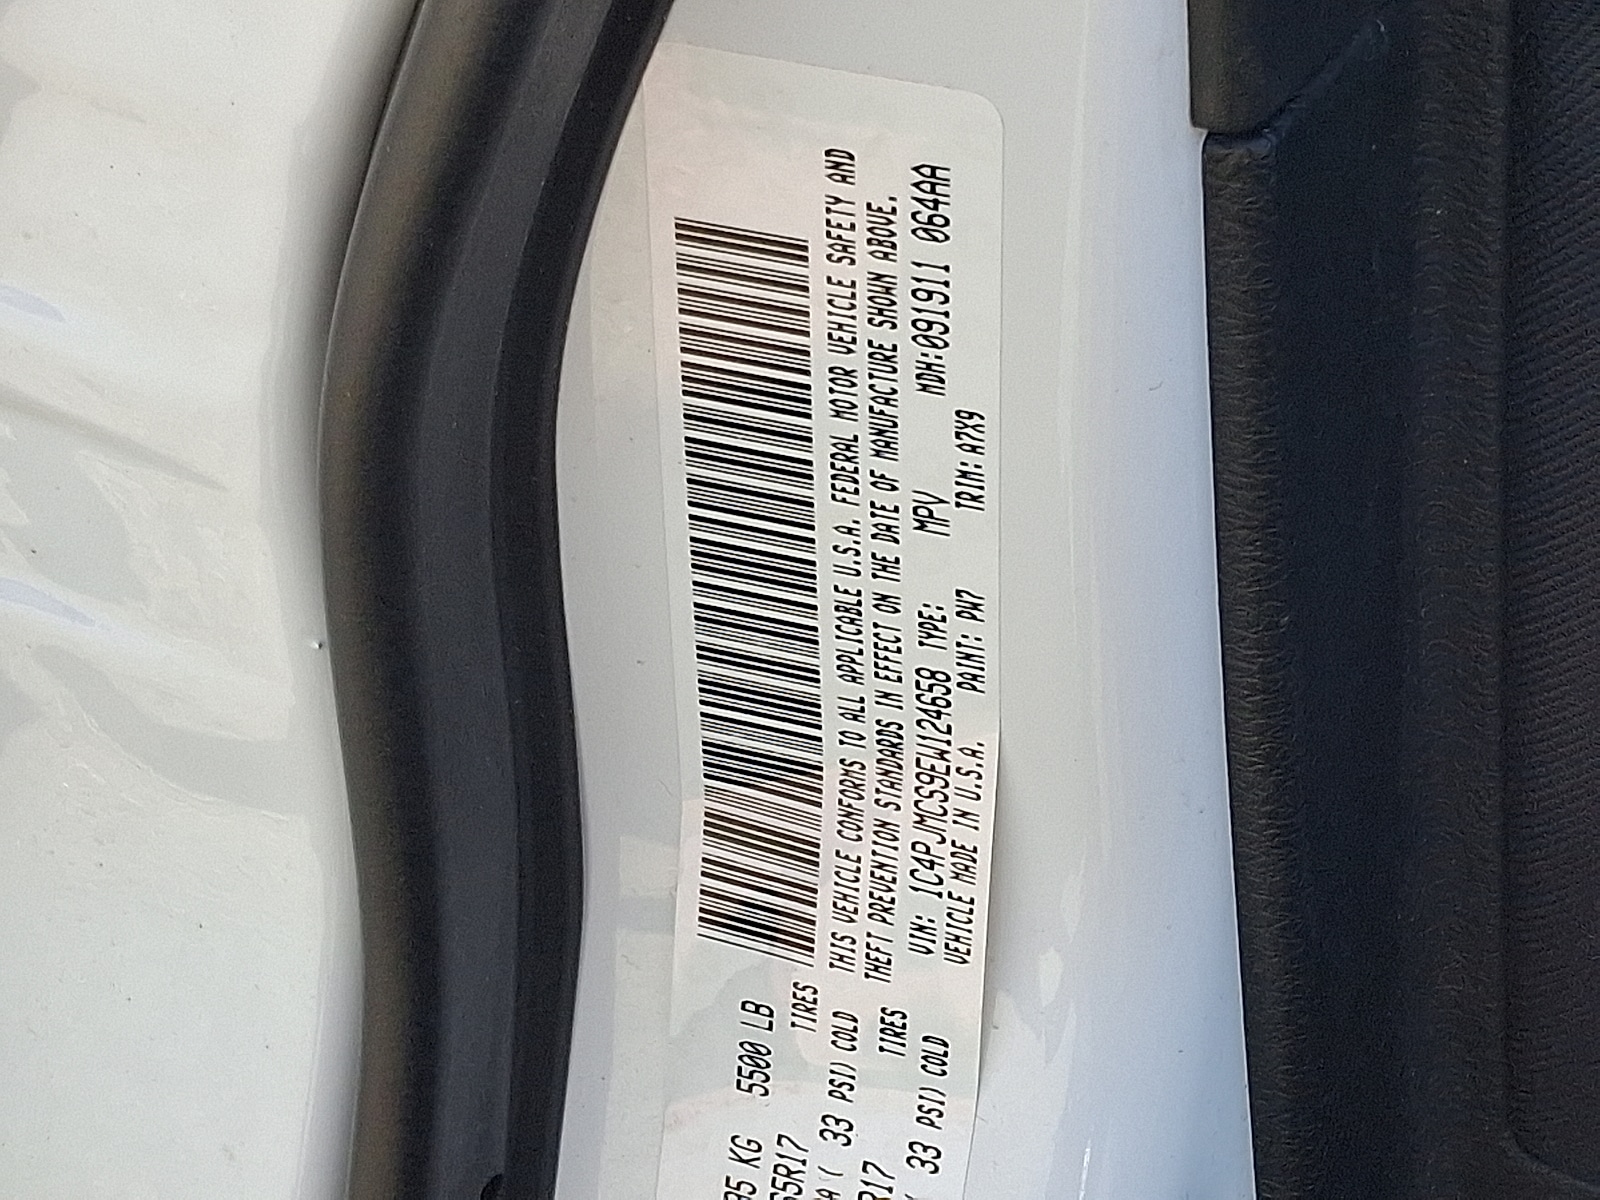 95 KG 5500 LB
65R17 TIRES
33 PSI) COLD
R17 TIRES
33 PSI) COLD
THIS VEHICLE CONFORMS TO ALL APPLICABLE U.S.A. FEDERAL MOTOR VEHICLE SAFETY AND
THEFT PREVENTION STANDARDS IN EFFECT ON THE DATE OF MANUFACTURE SHOWN ABOVE.
VIN: 1C4PJMCS9EW124658 TYPE: MPV MDH:091911 064AA
VEHICLE MADE IN U.S.A. PAINT: PW7 TRIM: A7X9